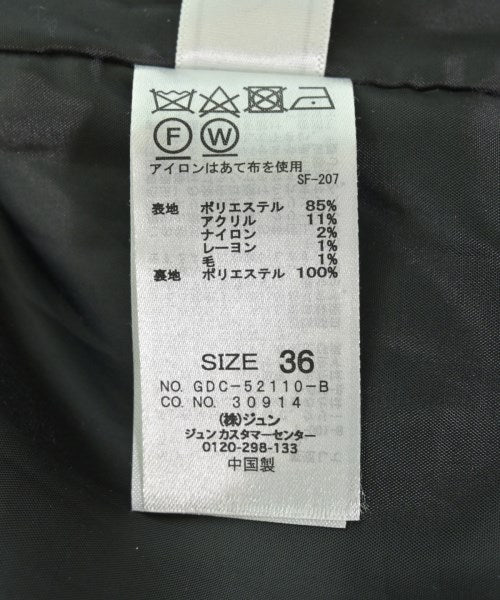 F W
アイロンはあて布を使用
SF-207
表地 ポリエステル 85%
アクリル 11%
ナイロン 2%
レーヨン 1%
毛 1%
裏地 ポリエステル 100%
SIZE 36
NO. GDC-52110-B
CO. NO. 30914
(株)ジュン
ジュンカスタマーセンター
0120-298-133
中国製